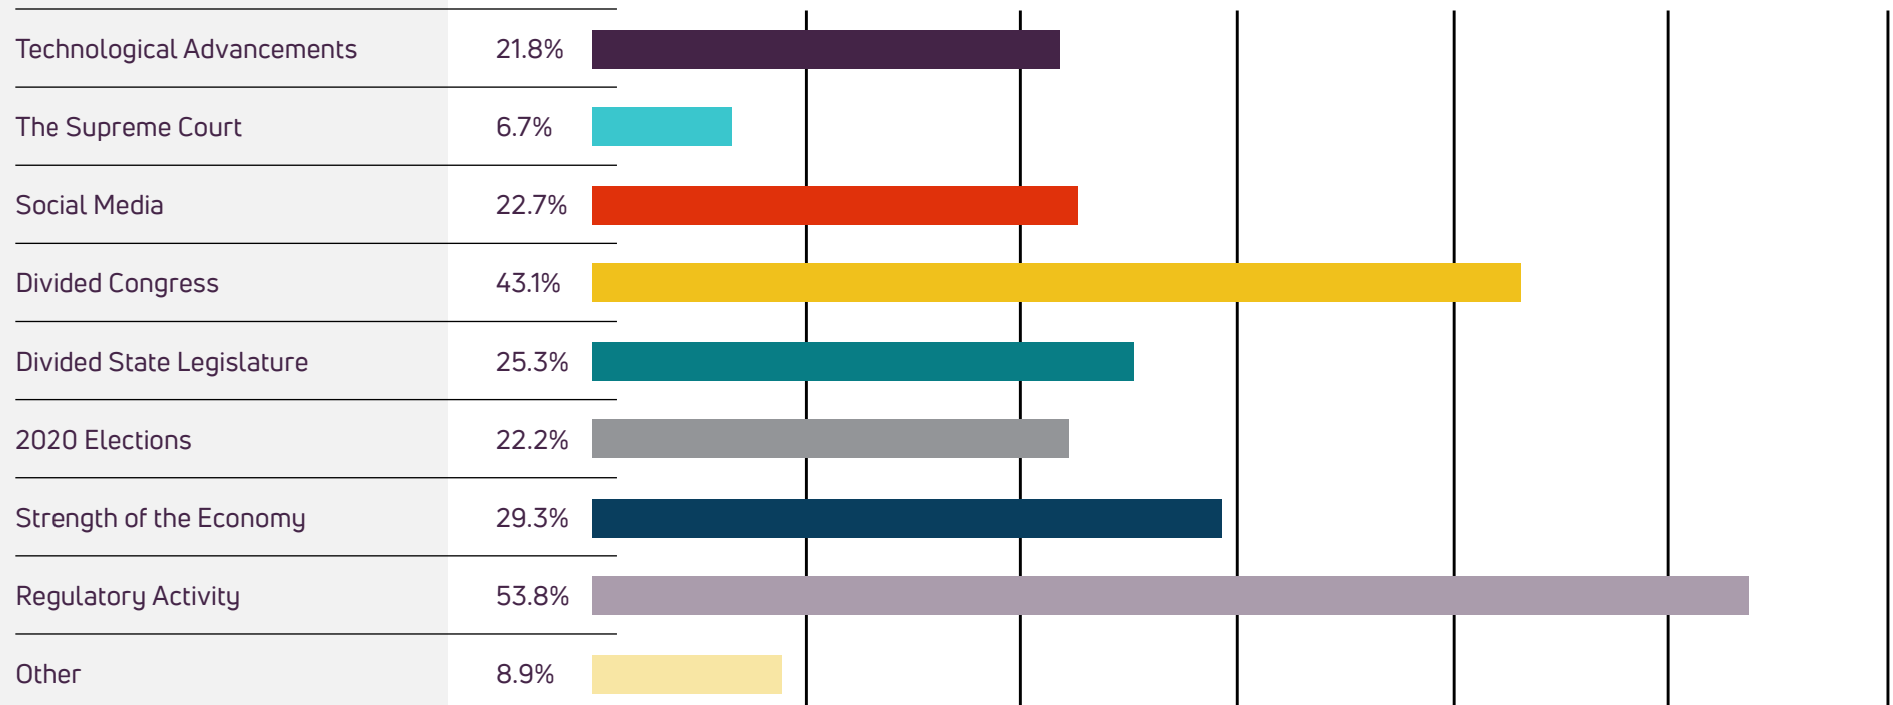 Technological Advancements 21.8%
The Supreme Court 6.7%
Social Media 22.7%
Divided Congress 43.1%
Divided State Legislature 25.3%
2020 Elections 22.2%
Strength of the Economy 29.3%
Regulatory Activity 53.8%
Other 8.9%